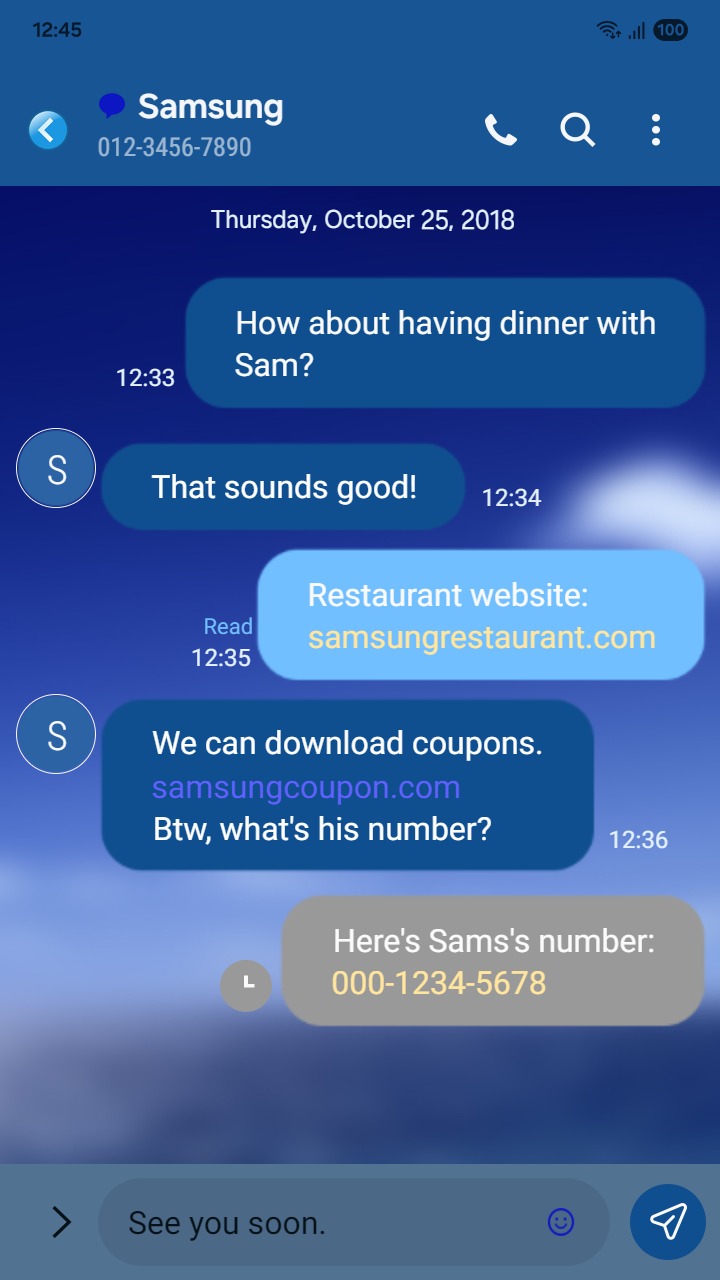 12:45
100
Samsung
012-3456-7890
Thursday, October 25, 2018
How about having dinner with
Sam?
12:33
S
That sounds good!
12:34
Restaurant website:
samsungrestaurant.com
Read
12:35
S
We can download coupons.
samsungcoupon.com
Btw, what's his number?
12:36
Here's Sams's number:
000-1234-5678
See you soon.